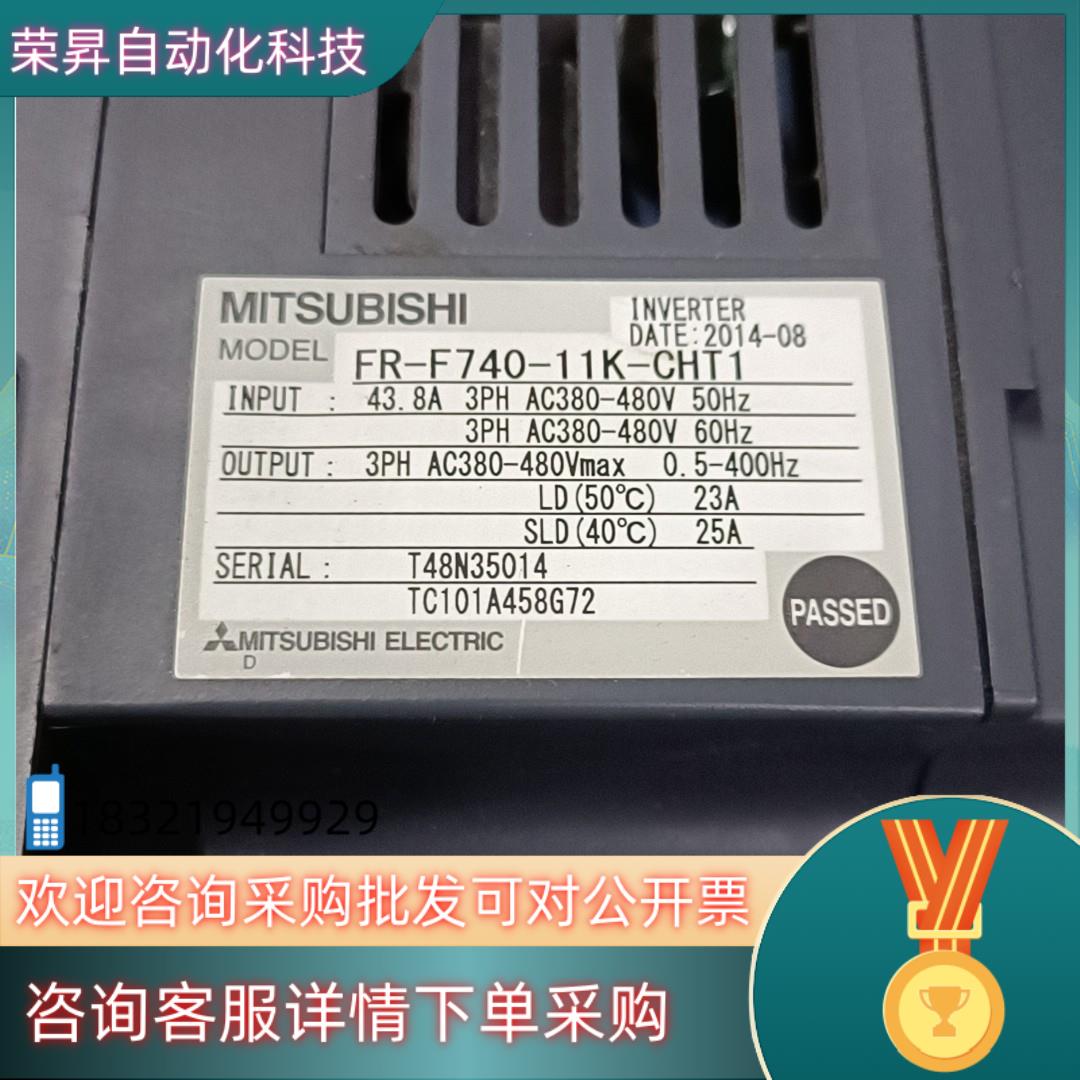 荣昇自动化科技
MITSUBISHI
INVERTER
DATE:2014-08
MODEL FR-F740-11K-CHT1
INPUT : 43.8A 3PH AC380-480V 50Hz
3PH AC380-480V 60Hz
OUTPUT : 3PH AC380-480Vmax 0.5-400Hz
LD(50℃) 23A
SLD(40℃) 25A
SERIAL : T48N35014
TC101A458G72
PASSED
MITSUBISHI ELECTRIC
D
18321949929
欢迎咨询采购批发可对公开票
咨询客服详情下单采购